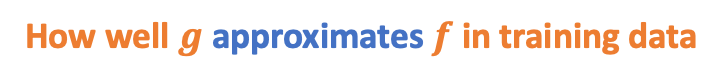 How well g approximates f in training data